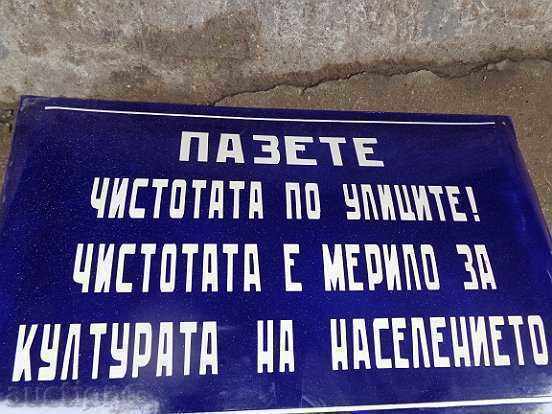 ПАЗЕТЕ
ЧИСТОТАТА ПО УЛИЦИТЕ!
ЧИСТОТАТА Е МЕРИЛО ЗА
КУЛТУРАТА НА НАСЕЛЕНИЕТО